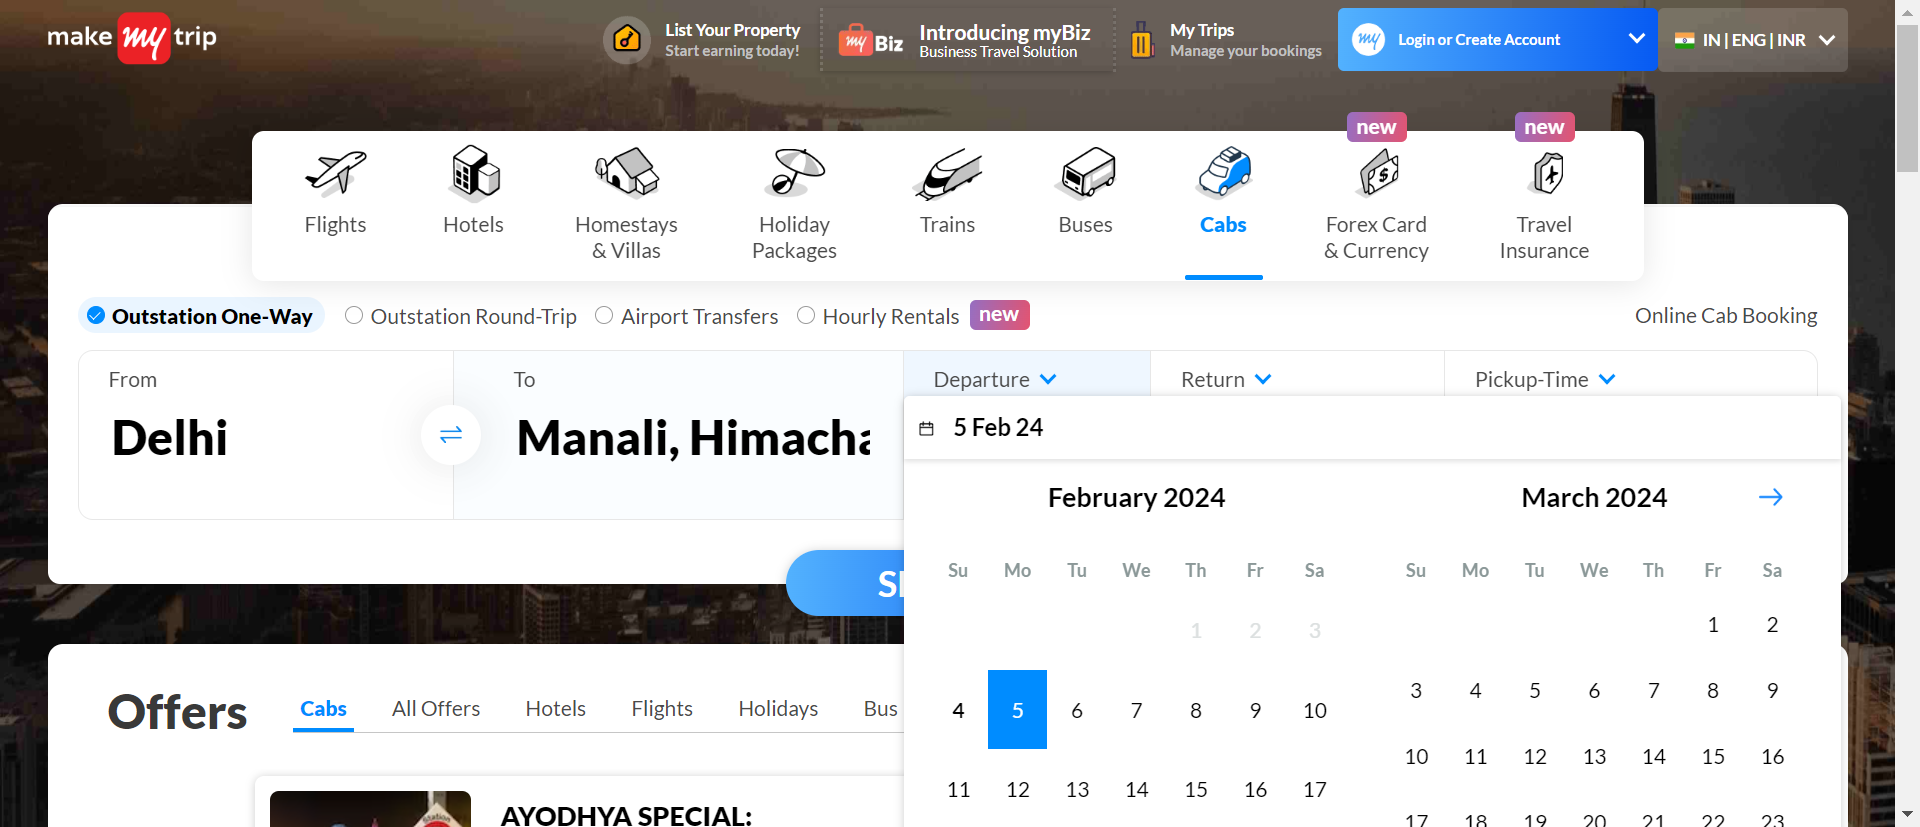 make my trip
List Your Property
Start earning today!
my Biz
Introducing myBiz
Business Travel Solution
My Trips
Manage your bookings
my Login or Create Account
IN | ENG | INR
new
new
Flights
Hotels
Homestays
& Villas
Holiday
Packages
Trains
Buses
Cabs
Forex Card
& Currency
Travel
Insurance
Outstation One-Way
Outstation Round-Trip
Airport Transfers
Hourly Rentals
new
Online Cab Booking
From
Delhi
To
Manali, Himacha
Departure
Return
Pickup-Time
5 Feb 24
February 2024
Su Mo Tu We Th Fr Sa
1 2 3
4 5 6 7 8 9 10
11 12 13 14 15 16 17
March 2024
Su Mo Tu We Th Fr Sa
1 2
3 4 5 6 7 8 9
10 11 12 13 14 15 16
17 18 19 20 21 22 23
Offers
Cabs
All Offers
Hotels
Flights
Holidays
Bus
AYODHYA SPECIAL:
Station